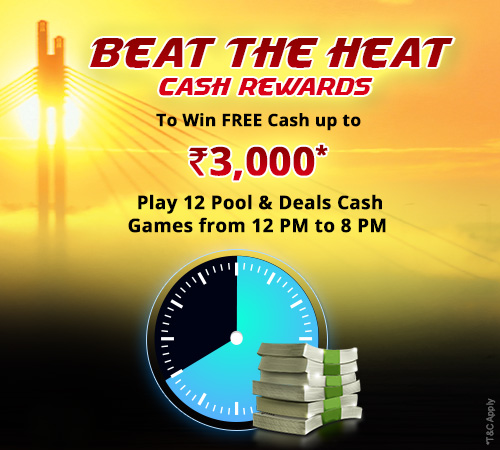 BEAT THE HEAT
CASH REWARDS
To Win FREE Cash up to
₹3,000*
Play 12 Pool & Deals Cash
Games from 12 PM to 8 PM
*T&C Apply